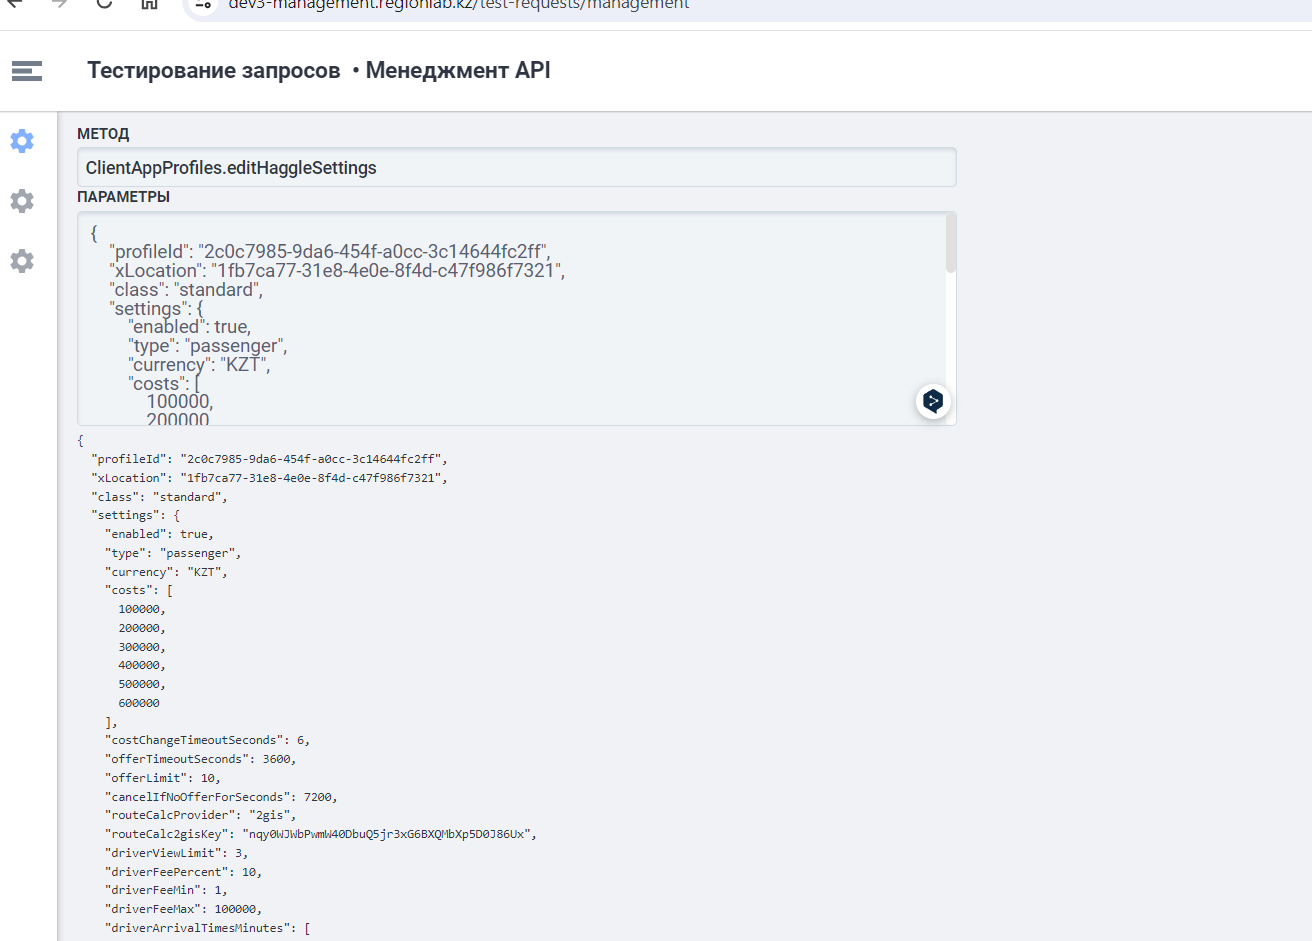 dev3-management.regionlab.kz/test-requests/management
Тестирование запросов • Менеджмент API
МЕТОД
ClientAppProfiles.editHaggleSettings
ПАРАМЕТРЫ
{
"profileId": "2c0c7985-9da6-454f-a0cc-3c14644fc2ff",
"xLocation": "1fb7ca77-31e8-4e0e-8f4d-c47f986f7321",
"class": "standard",
"settings": {
"enabled": true,
"type": "passenger",
"currency": "KZT",
"costs": [
100000,
200000
{
"profileId": "2c0c7985-9da6-454f-a0cc-3c14644fc2ff",
"xLocation": "1fb7ca77-31e8-4e0e-8f4d-c47f986f7321",
"class": "standard",
"settings": {
"enabled": true,
"type": "passenger",
"currency": "KZT",
"costs": [
100000,
200000,
300000,
400000,
500000,
600000
],
"costChangeTimeoutSeconds": 6,
"offerTimeoutSeconds": 3600,
"offerLimit": 10,
"cancelIfNoOfferForSeconds": 7200,
"routeCalcProvider": "2gis",
"routeCalc2gisKey": "nqy0WJWbPwmW40DbuQ5jr3xG6BXQMbXp5D0J86Ux",
"driverViewLimit": 3,
"driverFeePercent": 10,
"driverFeeMin": 1,
"driverFeeMax": 100000,
"driverArrivalTimesMinutes": [